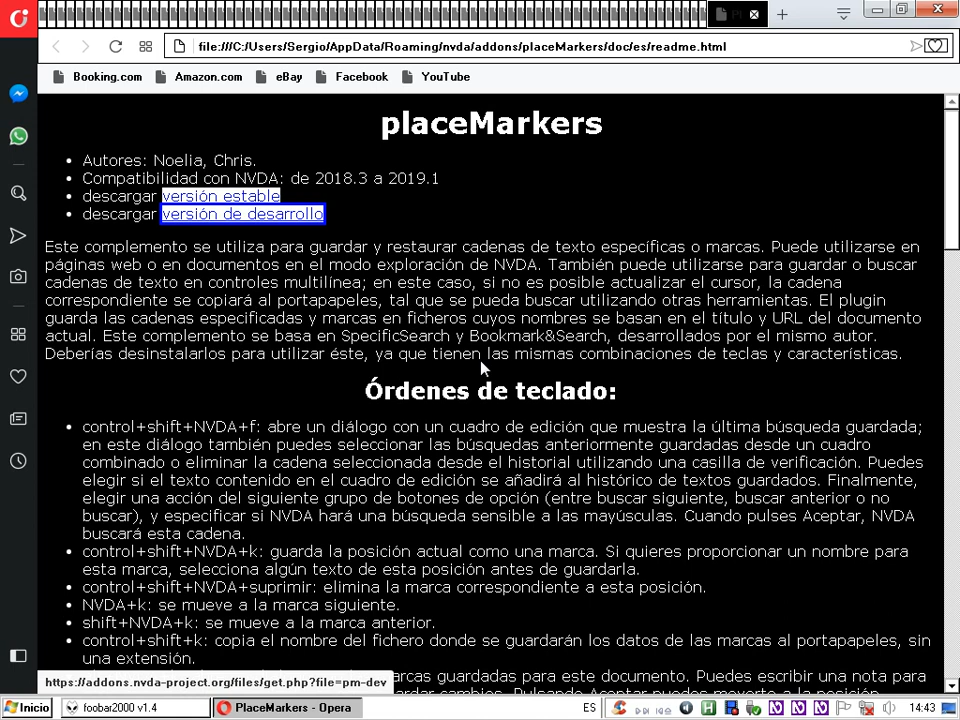 file:///C:/Users/Sergio/AppData/Roaming/nvda/addons/placeMarkers/doc/es/readme.html
Booking.com Amazon.com eBay Facebook YouTube
placeMarkers
• Autores: Noelia, Chris.
• Compatibilidad con NVDA: de 2018.3 a 2019.1
• descargar versión estable
• descargar versión de desarrollo
Este complemento se utiliza para guardar y restaurar cadenas de texto específicas o marcas. Puede utilizarse en
páginas web o en documentos en el modo exploración de NVDA. También puede utilizarse para guardar o buscar
cadenas de texto en controles multilínea; en este caso, si no es posible actualizar el cursor, la cadena
correspondiente se copiará al portapapeles, tal que se pueda buscar utilizando otras herramientas. El plugin
guarda las cadenas especificadas y marcas en ficheros cuyos nombres se basan en el título y URL del documento
actual. Este complemento se basa en SpecificSearch y Bookmark&Search, desarrollados por el mismo autor.
Deberías desinstalarlos para utilizar éste, ya que tienen las mismas combinaciones de teclas y características.
Órdenes de teclado:
• control+shift+NVDA+f: abre un diálogo con un cuadro de edición que muestra la última búsqueda guardada;
en este diálogo también puedes seleccionar las búsquedas anteriormente guardadas desde un cuadro
combinado o eliminar la cadena seleccionada desde el historial utilizando una casilla de verificación. Puedes
elegir si el texto contenido en el cuadro de edición se añadirá al histórico de textos guardados. Finalmente,
elegir una acción del siguiente grupo de botones de opción (entre buscar siguiente, buscar anterior o no
buscar), y especificar si NVDA hará una búsqueda sensible a las mayúsculas. Cuando pulses Aceptar, NVDA
buscará esta cadena.
• control+shift+NVDA+k: guarda la posición actual como una marca. Si quieres proporcionar un nombre para
esta marca, selecciona algún texto de esta posición antes de guardarla.
• control+shift+NVDA+suprimir: elimina la marca correspondiente a esta posición.
• NVDA+k: se mueve a la marca siguiente.
• shift+NVDA+k: se mueve a la marca anterior.
• control+shift+k: copia el nombre del fichero donde se guardarán los datos de las marcas al portapapeles, sin
una extensión.
marcas guardadas para este documento. Puedes escribir una nota para
https://addons.nvda-project.org/files/get.php?file=pm-dev
Inicio foobar2000 v1.4 PlaceMarkers - Opera ES 14:43